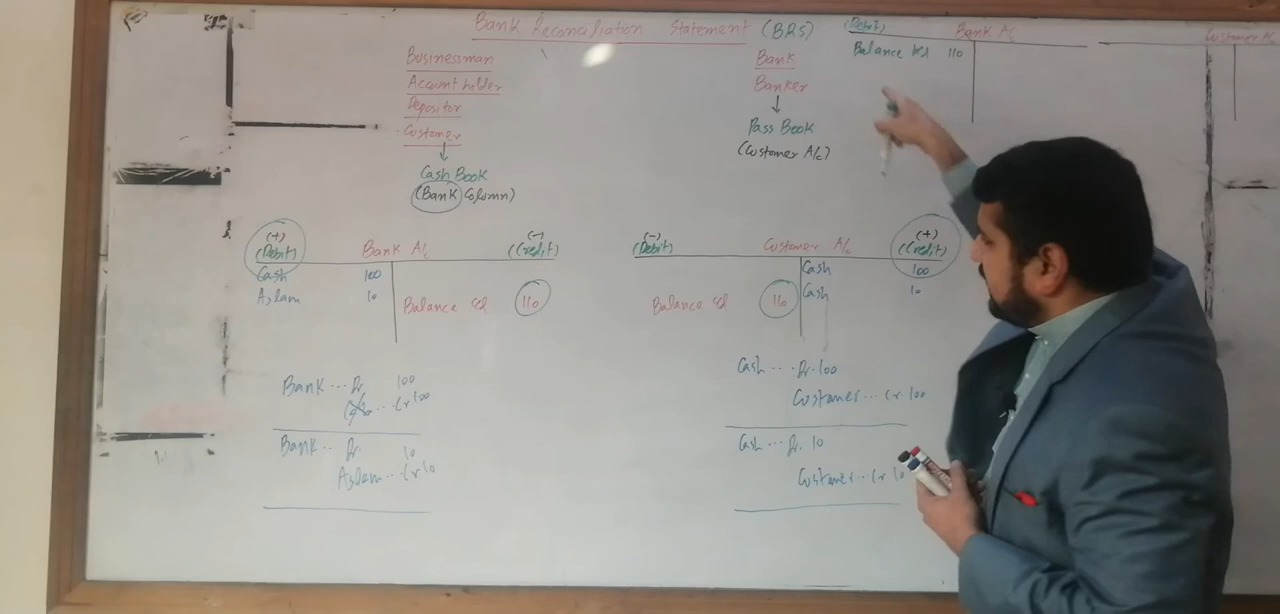 Bank Reconciliation Statement (BRS)
Businessman
Account holder
Depositor
Customer
Cash Book
(Bank Column)
Bank
Banker
Pass Book
(Customer A/c)
(Debit)
Bank A/c
Balance b/d 110
Customer A
(+)
(Debit)
Bank A/c
(-)
(Credit)
Cash 100
Aslam 10
Balance c/d 110
(-)
(Debit)
Customer A/c
(+)
(Credit)
Cash 100
Cash 10
Balance c/d 110
Bank ... Dr. 100
... Cr 100
Bank ... Dr. 10
Aslam ... Cr 10
Cash .... Dr. 100
Customer ... Cr. 100
Cash ... Dr. 10
Customer ... Cr 10